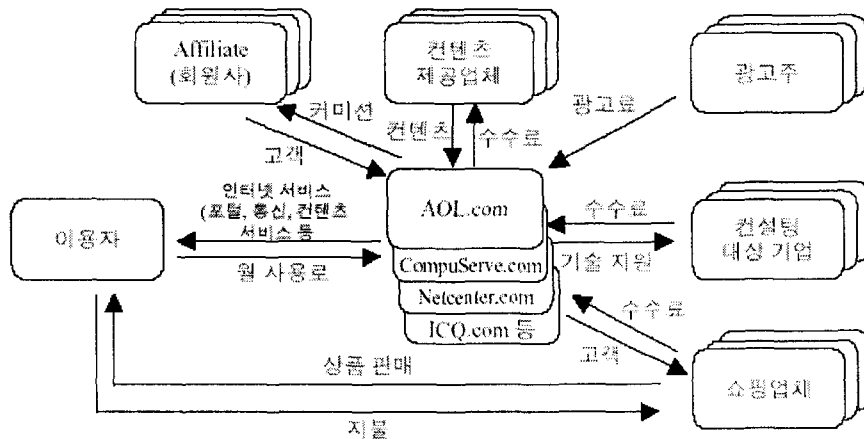 Affiliate
(회원사)
컨텐츠
제공업체
광고주
커미션
고객
컨텐츠
수수료
광고료
인터넷 서비스
(포털, 통신, 컨텐츠
서비스 등
월 사용로
이용자
AOL.com
CompuServe.com
Netcenter.com
ICQ.com 등
수수료
기술 지원
컨설팅
대상 기업
수수료
고객
쇼핑업체
상품 판매
지불